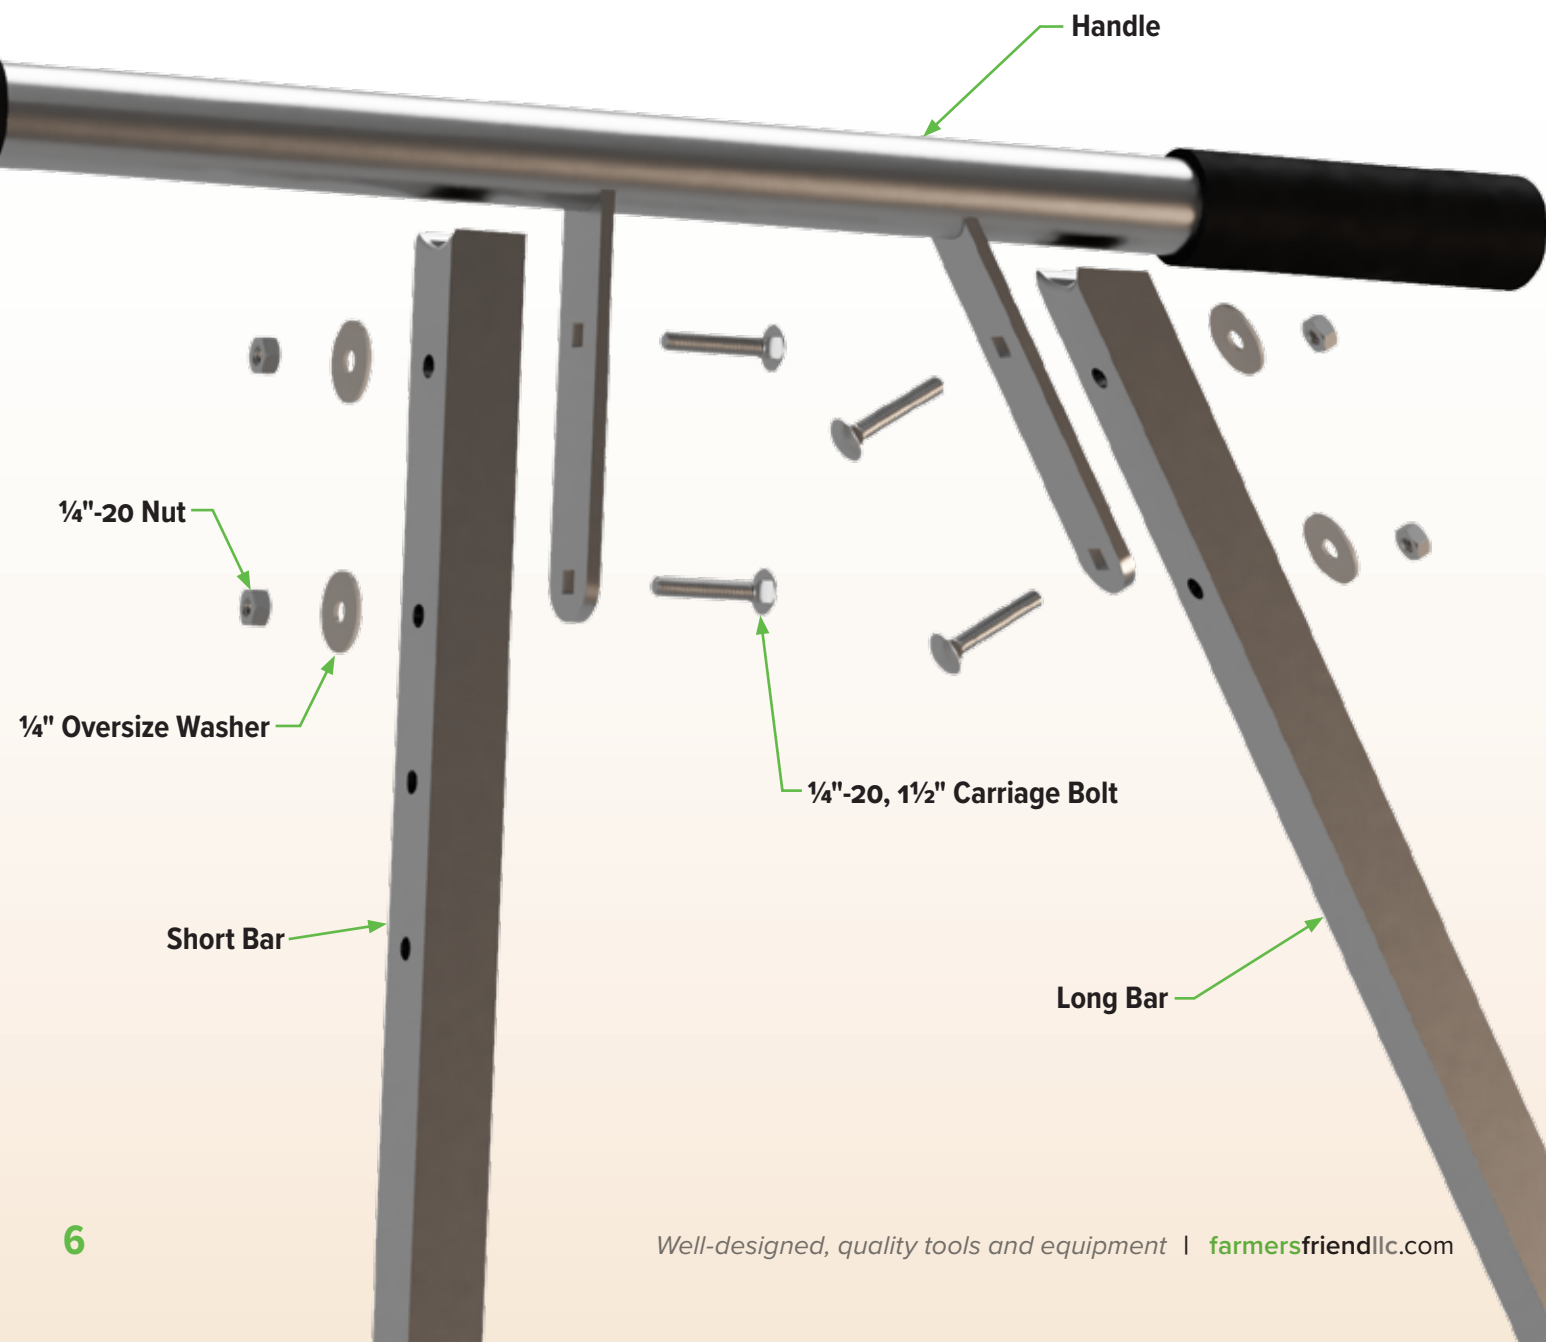 Handle
¼"-20 Nut
¼" Oversize Washer
¼"-20, 1½" Carriage Bolt
Short Bar
Long Bar
6
Well-designed, quality tools and equipment | farmersfriendllc.com